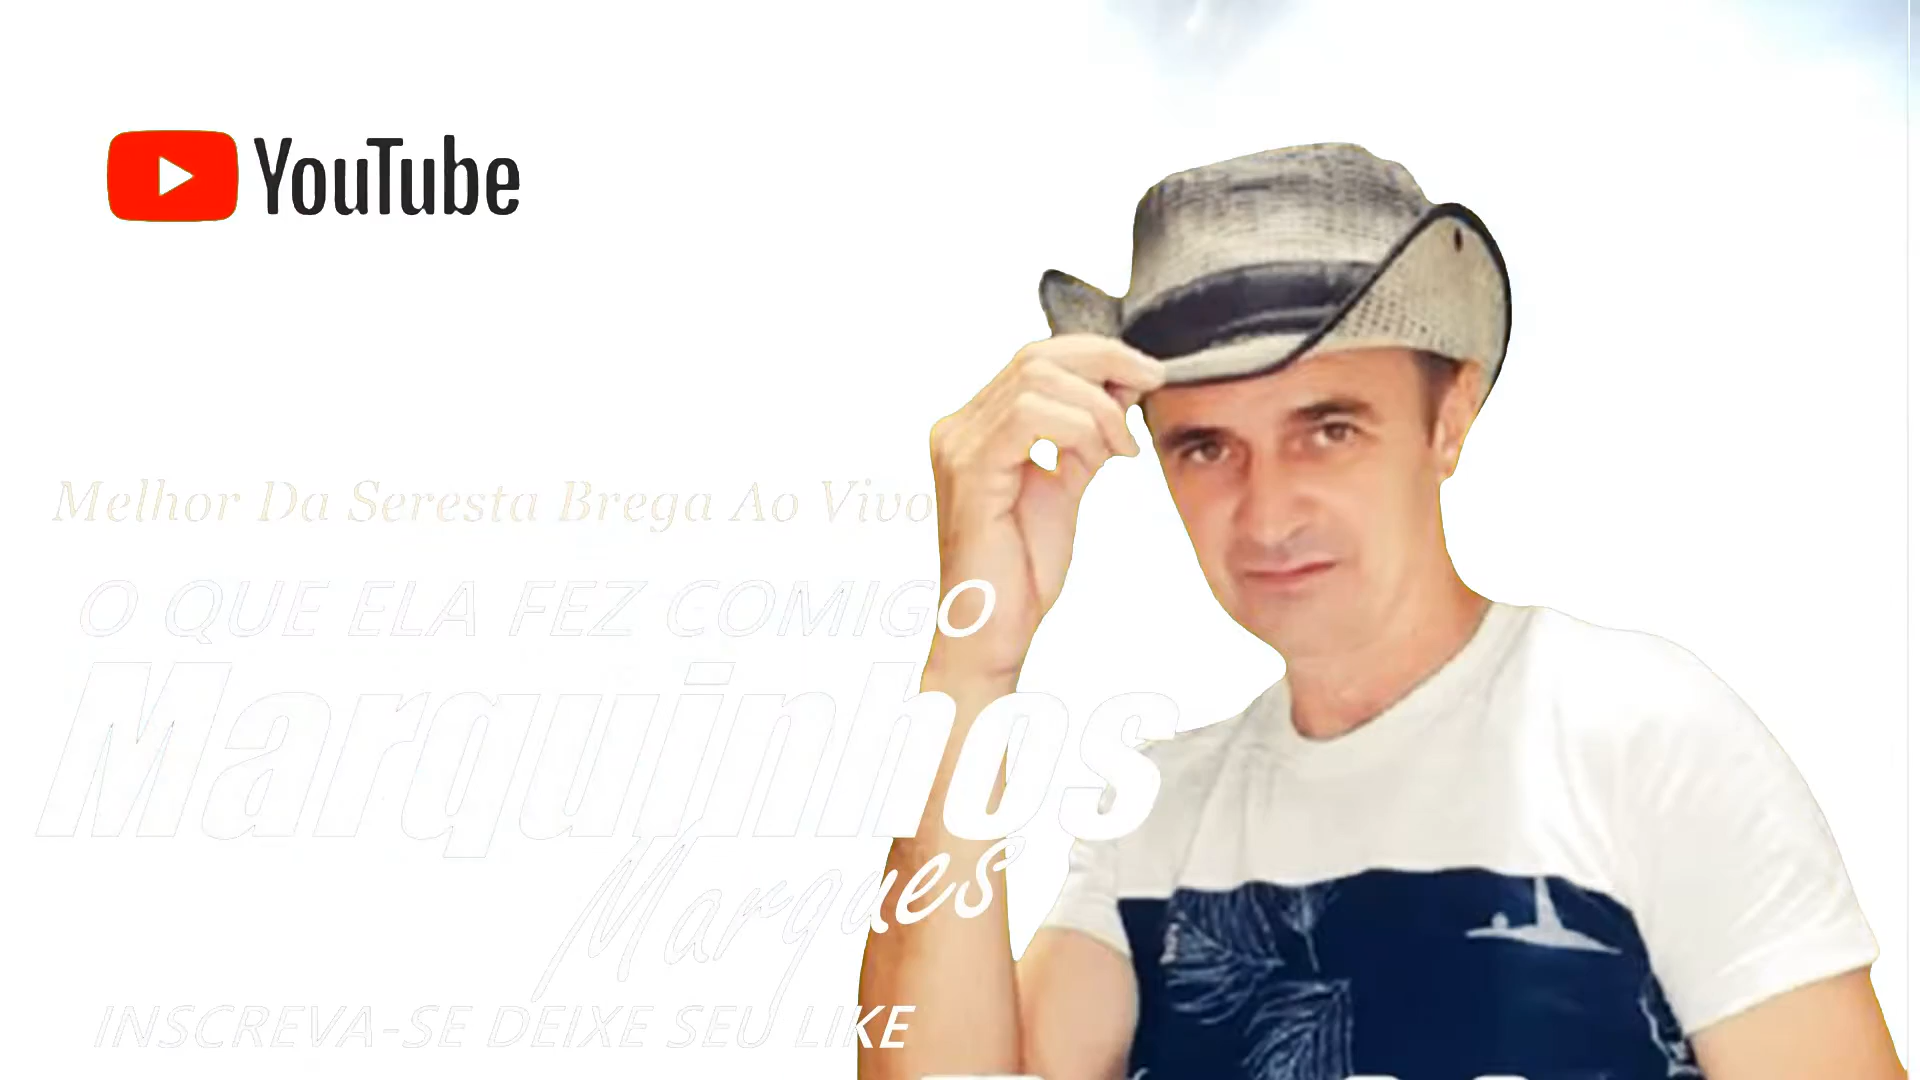 YouTube
Melhor Da Seresta Brega Ao Vivo
O QUE ELA FEZ COMIGO
Marquinhos
Marques
INSCREVA-SE DEIXE SEU LIKE